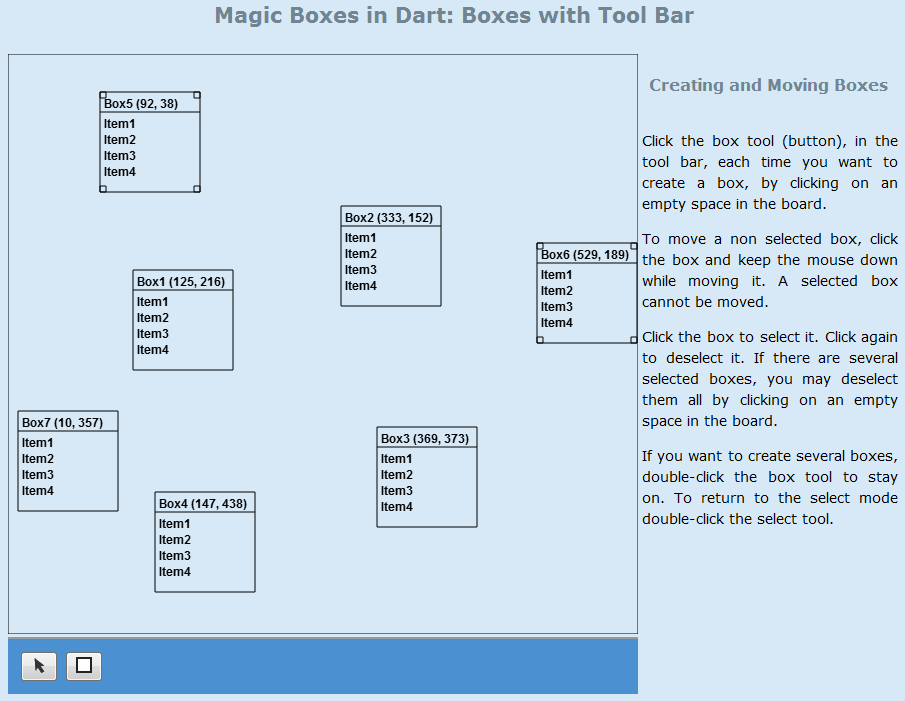 Magic Boxes in Dart: Boxes with Tool Bar
Box5 (92, 38)
Item1
Item2
Item3
Item4
Box2 (333, 152)
Item1
Item2
Item3
Item4
Box6 (529, 189)
Item1
Item2
Item3
Item4
Box1 (125, 216)
Item1
Item2
Item3
Item4
Box7 (10, 357)
Item1
Item2
Item3
Item4
Box3 (369, 373)
Item1
Item2
Item3
Item4
Box4 (147, 438)
Item1
Item2
Item3
Item4
Creating and Moving Boxes
Click the box tool (button), in the
tool bar, each time you want to
create a box, by clicking on an
empty space in the board.
To move a non selected box, click
the box and keep the mouse down
while moving it. A selected box
cannot be moved.
Click the box to select it. Click again
to deselect it. If there are several
selected boxes, you may deselect
them all by clicking on an empty
space in the board.
If you want to create several boxes,
double-click the box tool to stay
on. To return to the select mode
double-click the select tool.